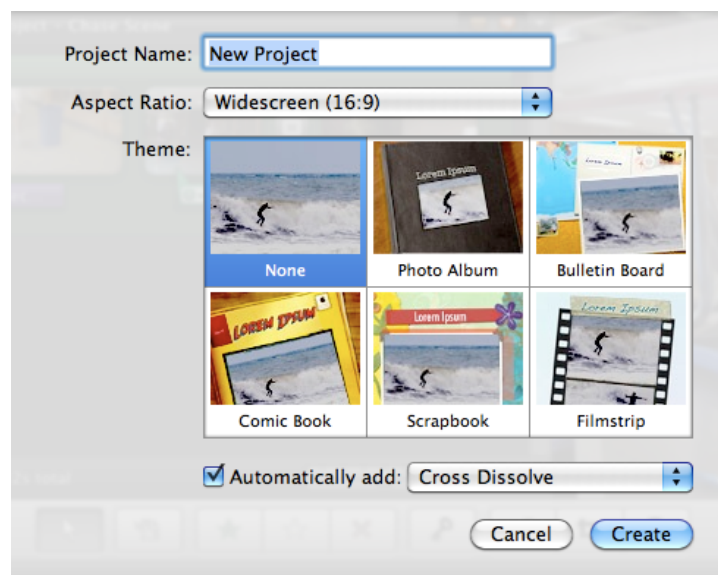 Project Name: New Project
Aspect Ratio: Widescreen (16:9)
Theme:
Lorem Ipsum
Lorem Ipsum
None Photo Album Bulletin Board
LOREM IPSUM
Lorem Ipsum
Lorem Ipsum
Comic Book Scrapbook Filmstrip
Automatically add: Cross Dissolve
Cancel Create